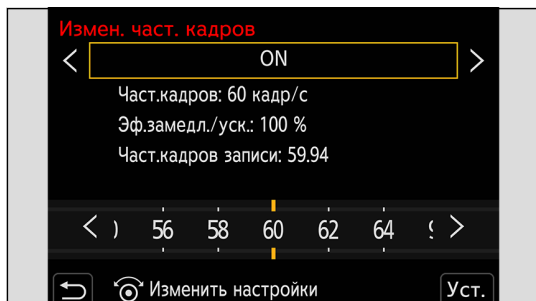 Измен. част. кадров
ON
Част.кадров: 60 кадр/с
Эф.замедл./уск.: 100 %
Част.кадров записи: 59.94
56 58 60 62 64
Изменить настройки
Уст.